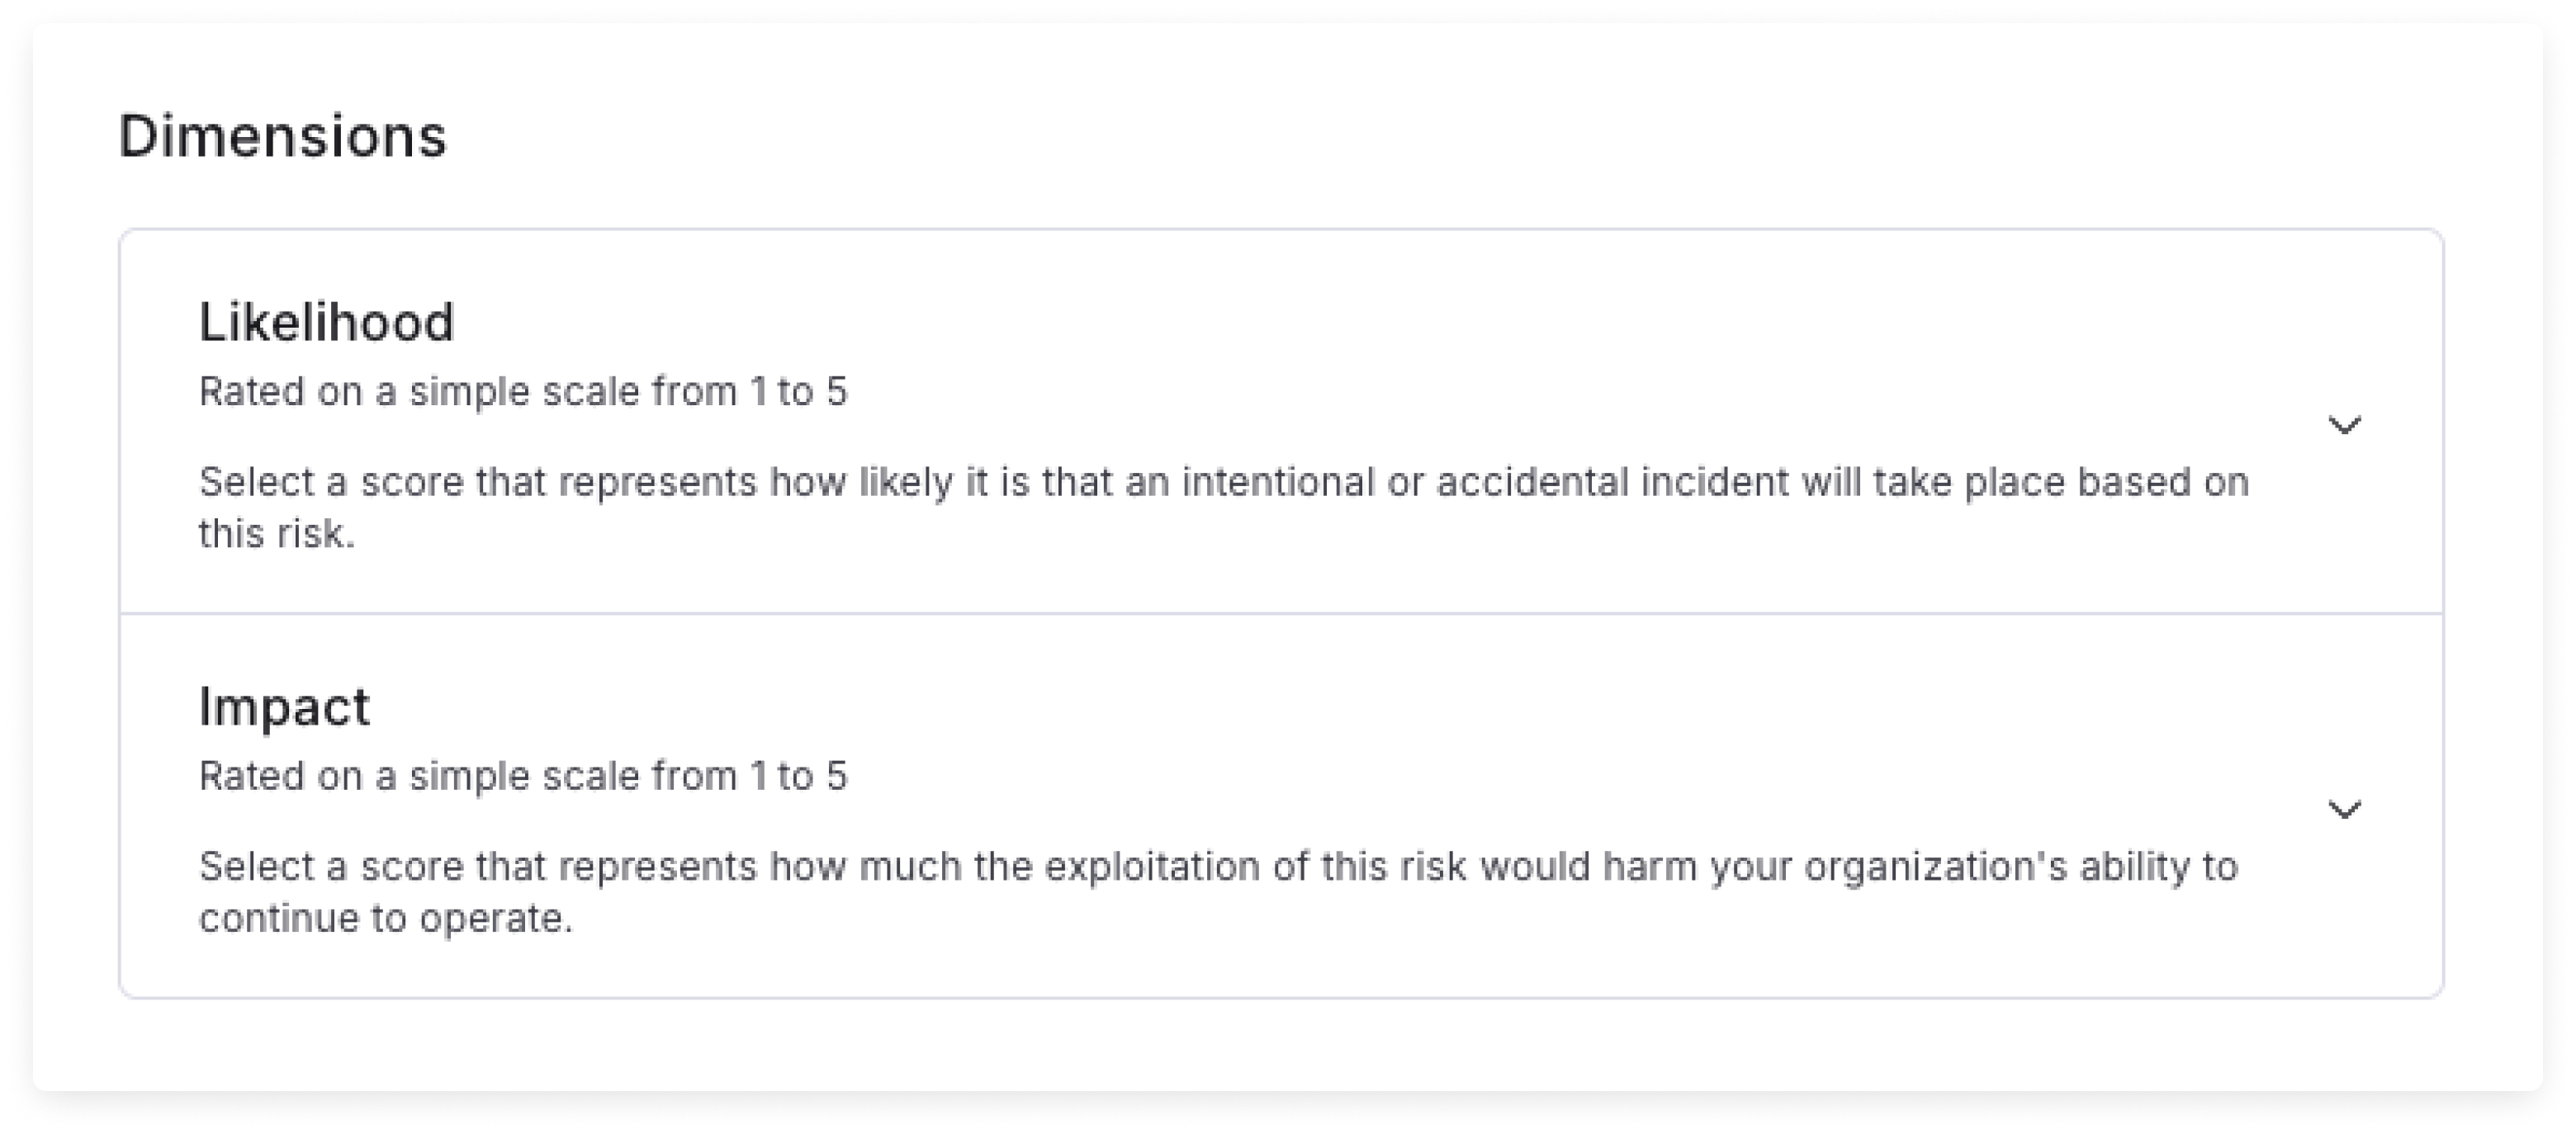 Dimensions
Likelihood
Rated on a simple scale from 1 to 5
Select a score that represents how likely it is that an intentional or accidental incident will take place based on
this risk.
Impact
Rated on a simple scale from 1 to 5
Select a score that represents how much the exploitation of this risk would harm your organization's ability to
continue to operate.